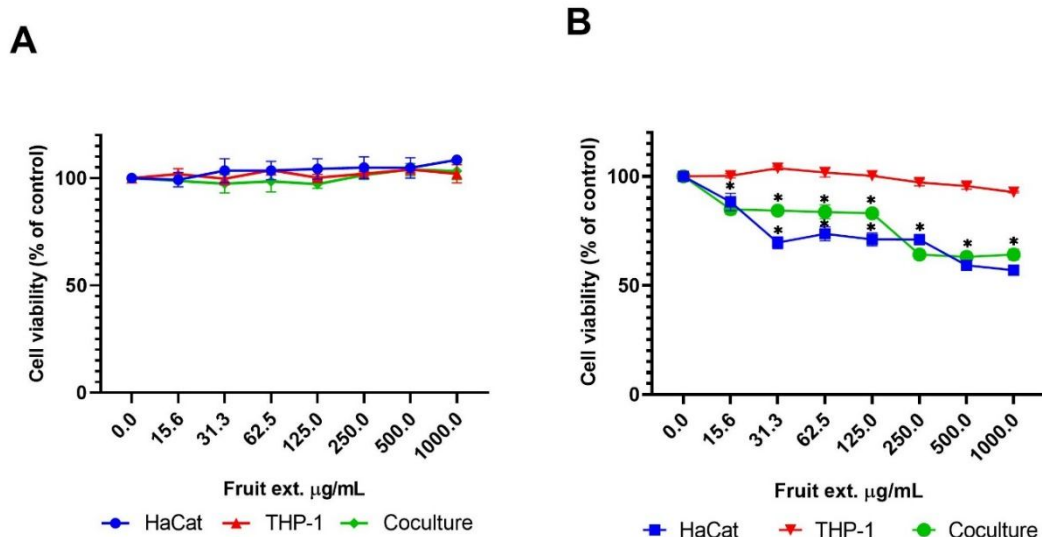 A
Cell viability (% of control)
100
50
0
0.0
15.6
31.3
62.5
125.0
250.0
500.0
1000.0
Fruit ext. μg/mL
HaCat THP-1 Coculture
B
Cell viability (% of control)
100
50
0
* * * * * * *
* * *
0.0
15.6
31.3
62.5
125.0
250.0
500.0
1000.0
Fruit ext. μg/mL
HaCat THP-1 Coculture